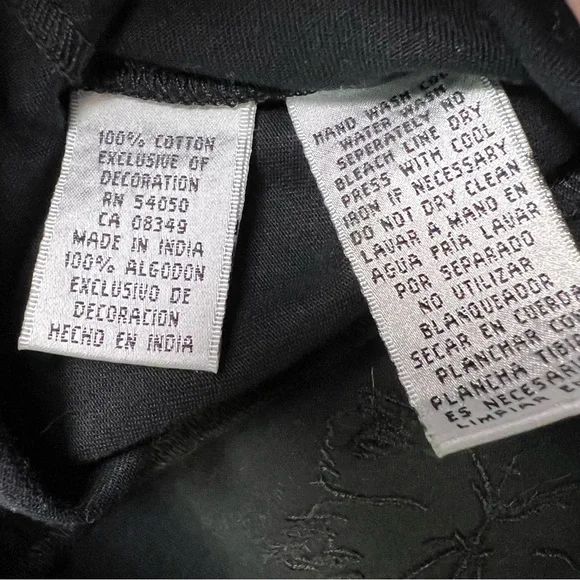 100% COTTON
EXCLUSIVE OF
DECORATION
RN 54050
CA 08349
MADE IN INDIA
100% ALGODON
EXCLUSIVO DE
DECORACION
HECHO EN INDIA
HAND WASH COLD
WATER WASH
SEPERATELY NO
BLEACH LINE DRY
PRESS WITH COOL
IRON IF NECESSARY
DO NOT DRY CLEAN
LAVAR A MAND EN
AGUA FRIA LAVAR
POR SEPARADO
NO UTILIZAR
BLANQUEADOR
SECAR EN CUERDA
PLANCHAR CON
PLANCHA TIBIA
ES NECESARIO
LIMPIAR